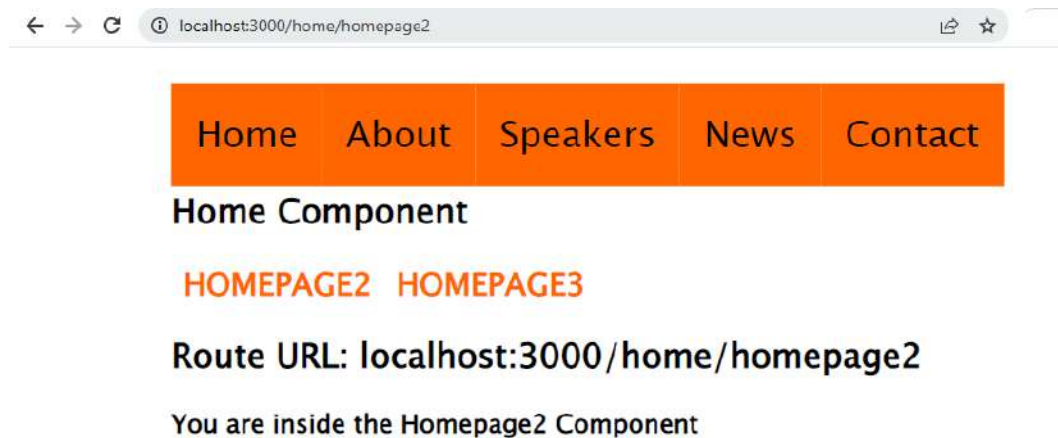 localhost:3000/home/homepage2
Home About Speakers News Contact
Home Component
HOMEPAGE2 HOMEPAGE3
Route URL: localhost:3000/home/homepage2
You are inside the Homepage2 Component